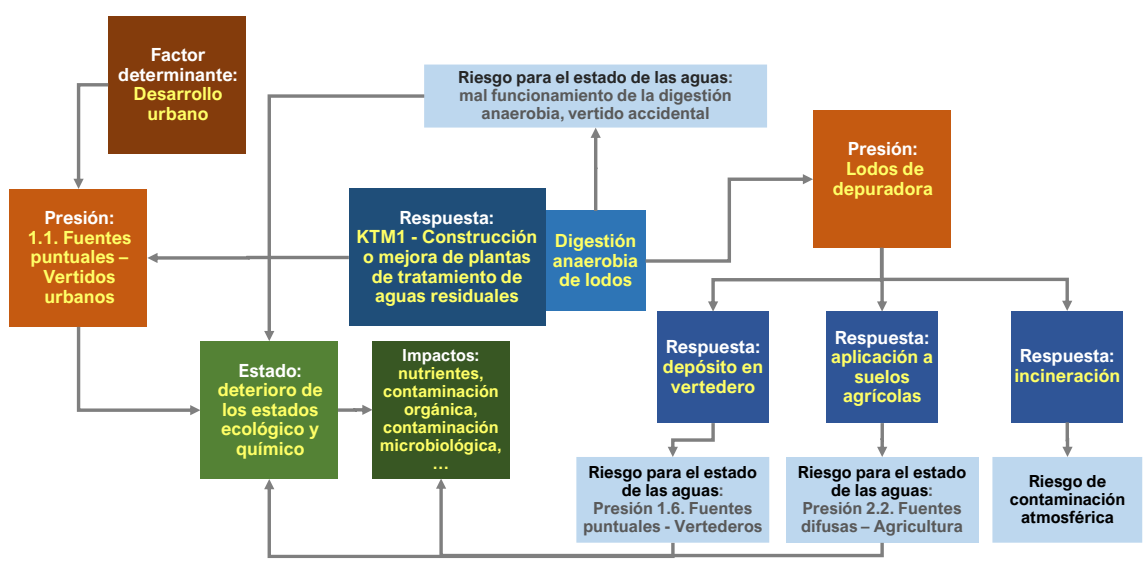 Factor
determinante:
Desarrollo
urbano
Riesgo para el estado de las aguas:
mal funcionamiento de la digestión
anaerobia, vertido accidental
Presión:
Lodos de
depuradora
Presión:
1.1. Fuentes
puntuales –
Vertidos
urbanos
Respuesta:
KTM1 - Construcción
o mejora de plantas
de tratamiento de
aguas residuales
Digestión
anaerobia
de lodos
Estado:
deterioro de
los estados
ecológico y
químico
Impactos:
nutrientes,
contaminación
orgánica,
contaminación
microbiológica,
…
Respuesta:
depósito en
vertedero
Respuesta:
aplicación a
suelos
agrícolas
Respuesta:
incineración
Riesgo para el estado
de las aguas:
Presión 1.6. Fuentes
puntuales - Vertederos
Riesgo para el estado
de las aguas:
Presión 2.2. Fuentes
difusas – Agricultura
Riesgo de
contaminación
atmosférica